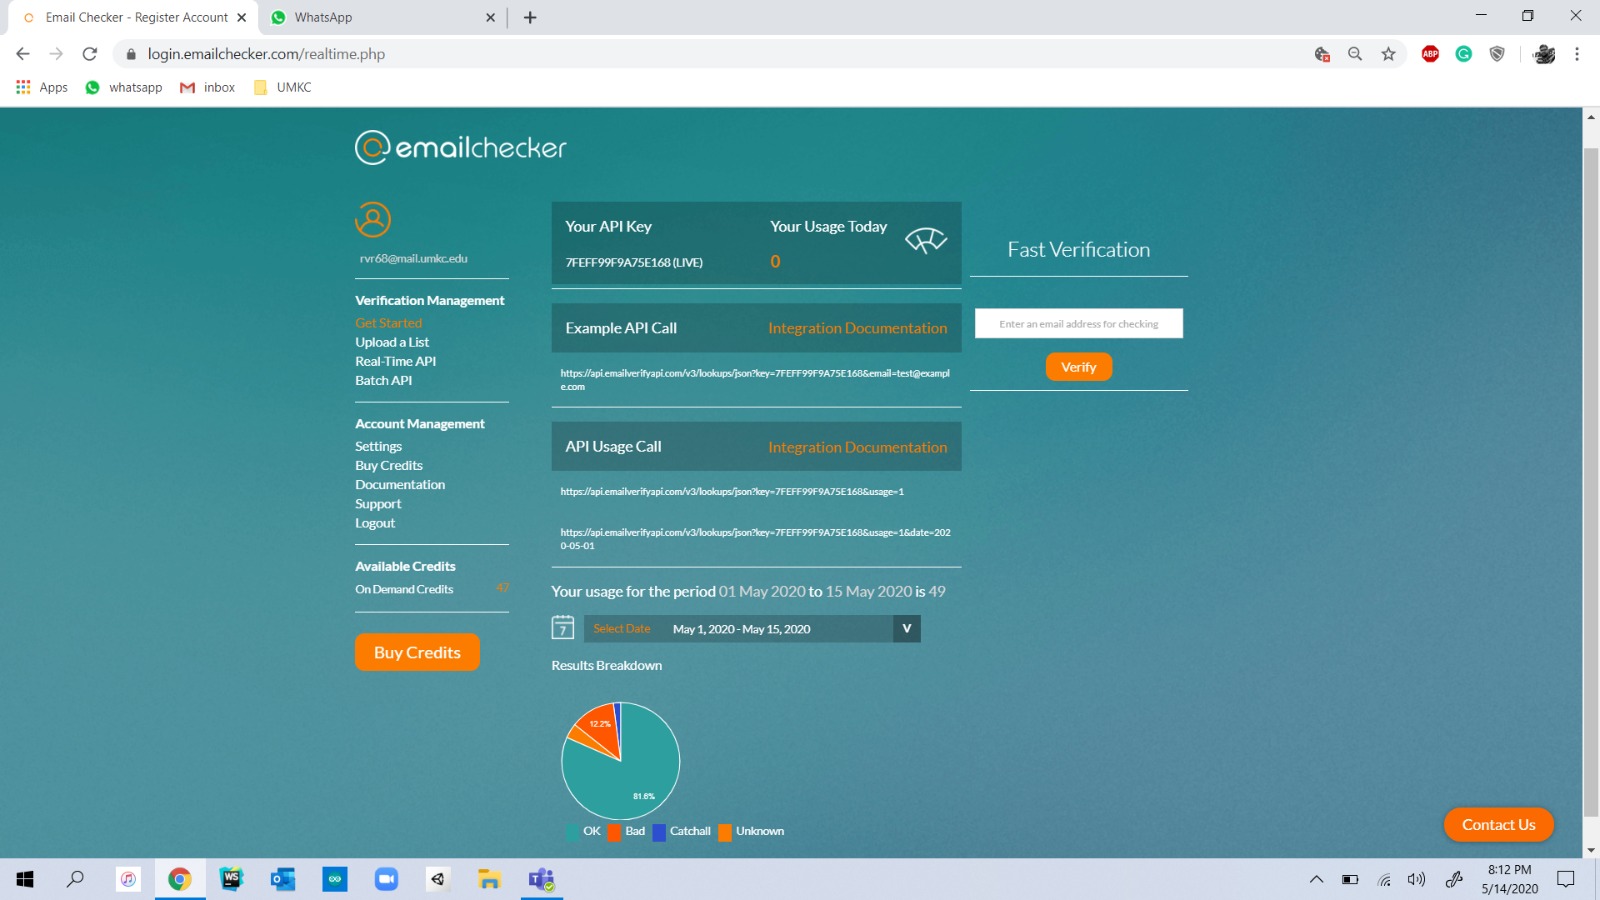 Email Checker - Register Account
WhatsApp
login.emailchecker.com/realtime.php
ABP
Apps
whatsapp
inbox
UMKC
emailchecker
rvr68@mail.umkc.edu
Verification Management
Get Started
Upload a List
Real-Time API
Batch API
Account Management
Settings
Buy Credits
Documentation
Support
Logout
Available Credits
On Demand Credits 47
Buy Credits
Your API Key
Your Usage Today
7FEFF99F9A75E168 (LIVE)
0
Example API Call
Integration Documentation
https://api.emailverifyapi.com/v3/lookups/json?key=7FEFF99F9A75E168&email=test@exampl
e.com
API Usage Call
Integration Documentation
https://api.emailverifyapi.com/v3/lookups/json?key=7FEFF99F9A75E168&usage=1
https://api.emailverifyapi.com/v3/lookups/json?key=7FEFF99F9A75E168&usage=1&date=202
0-05-01
Your usage for the period 01 May 2020 to 15 May 2020 is 49
7
Select Date
May 1, 2020 - May 15, 2020
V
Results Breakdown
12.2%
81.6%
OK Bad Catchall Unknown
Fast Verification
Enter an email address for checking
Verify
Contact Us
WS
8:12 PM
5/14/2020